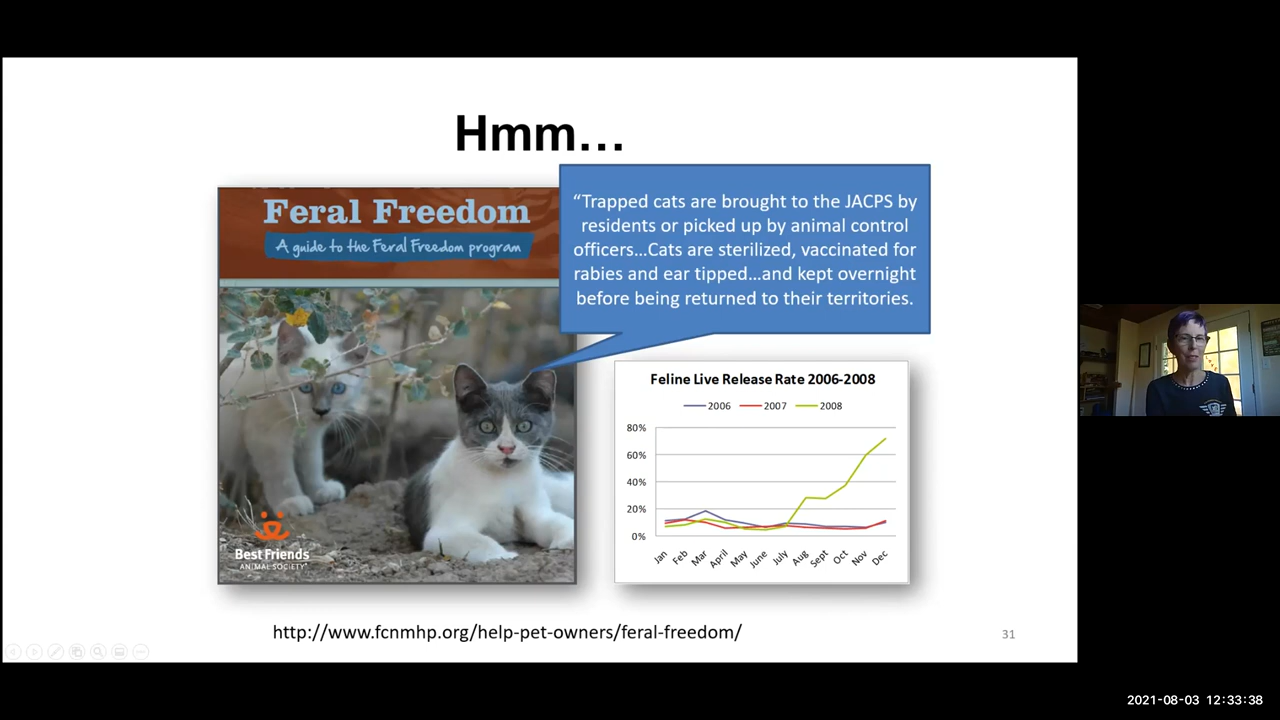 Hmm...
Feral Freedom
A guide to the Feral Freedom program
“Trapped cats are brought to the JACPS by
residents or picked up by animal control
officers...Cats are sterilized, vaccinated for
rabies and ear tipped...and kept overnight
before being returned to their territories.
Best Friends
ANIMAL SOCIETY
Feline Live Release Rate 2006-2008
2006 2007 2008
80%
60%
40%
20%
0%
Jan Feb Mar April May June July Aug Sept Oct Nov Dec
http://www.fcnmhp.org/help-pet-owners/feral-freedom/
31
2021-08-03 12:33:38